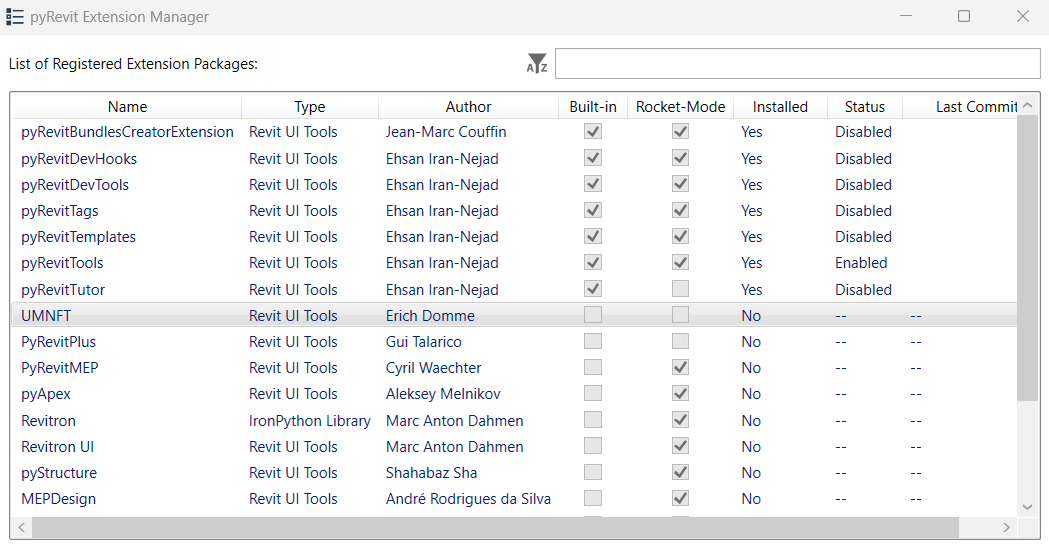 pyRevit Extension Manager
List of Registered Extension Packages:
AZ
Name Type Author Built-in Rocket-Mode Installed Status Last Commit
pyRevitBundlesCreatorExtension Revit UI Tools Jean-Marc Couffin Yes Disabled
pyRevitDevHooks Revit UI Tools Ehsan Iran-Nejad Yes Disabled
pyRevitDevTools Revit UI Tools Ehsan Iran-Nejad Yes Disabled
pyRevitTags Revit UI Tools Ehsan Iran-Nejad Yes Disabled
pyRevitTemplates Revit UI Tools Ehsan Iran-Nejad Yes Disabled
pyRevitTools Revit UI Tools Ehsan Iran-Nejad Yes Enabled
pyRevitTutor Revit UI Tools Ehsan Iran-Nejad Yes Disabled
UMNFT Revit UI Tools Erich Domme No -- --
PyRevitPlus Revit UI Tools Gui Talarico No -- --
PyRevitMEP Revit UI Tools Cyril Waechter No -- --
pyApex Revit UI Tools Aleksey Melnikov No -- --
Revitron IronPython Library Marc Anton Dahmen No -- --
Revitron UI Revit UI Tools Marc Anton Dahmen No -- --
pyStructure Revit UI Tools Shahabaz Sha No -- --
MEPDesign Revit UI Tools André Rodrigues da Silva No -- --